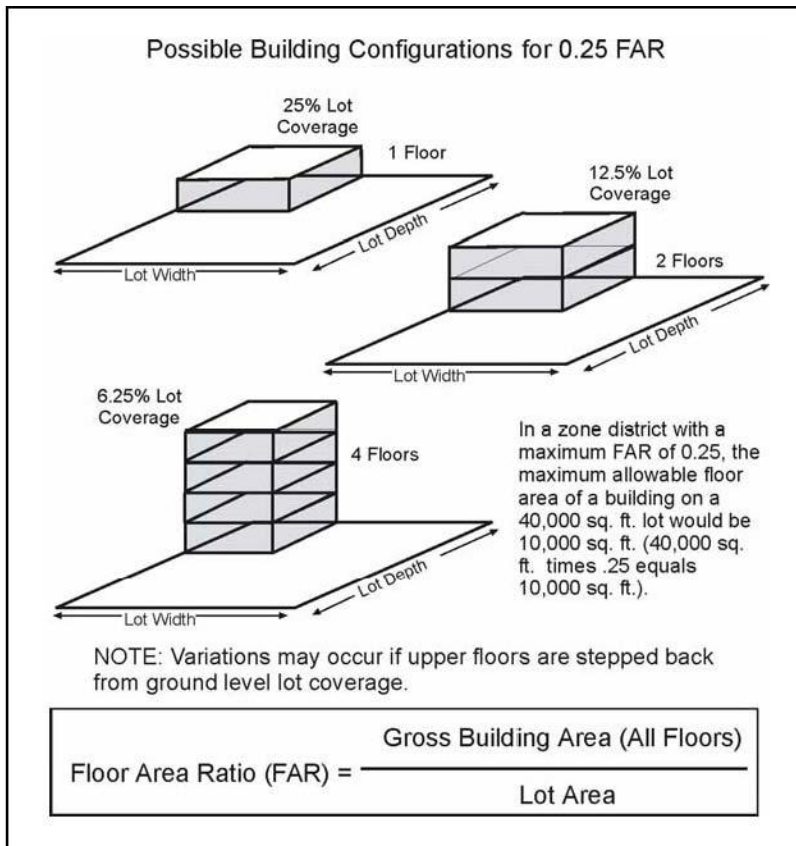 Possible Building Configurations for 0.25 FAR
25% Lot
Coverage
1 Floor
Lot Depth
Lot Width
12.5% Lot
Coverage
2 Floors
Lot Depth
Lot Width
6.25% Lot
Coverage
4 Floors
Lot Depth
Lot Width
In a zone district with a
maximum FAR of 0.25, the
maximum allowable floor
area of a building on a
40,000 sq. ft. lot would be
10,000 sq. ft. (40,000 sq.
ft. times .25 equals
10,000 sq. ft.).
NOTE: Variations may occur if upper floors are stepped back
from ground level lot coverage.
Floor Area Ratio (FAR) =
Gross Building Area (All Floors)
Lot Area